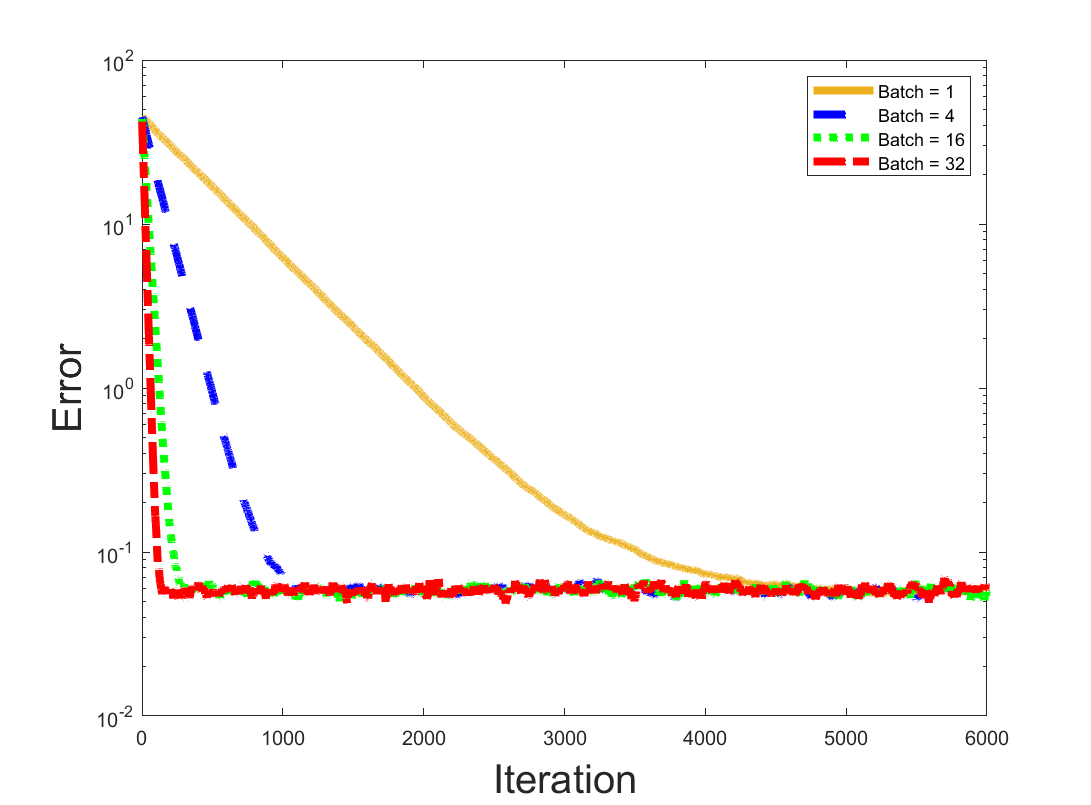 10^2
10^1
10^0
10^-1
10^-2
Error
0 1000 2000 3000 4000 5000 6000
Iteration
Batch = 1
Batch = 4
Batch = 16
Batch = 32